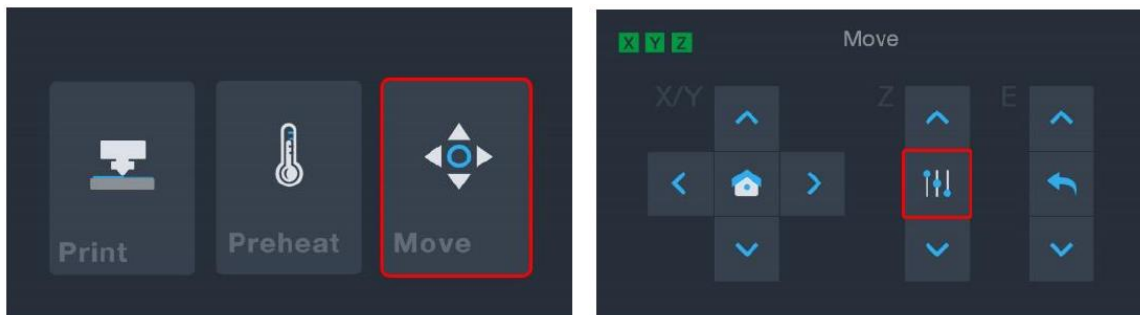 Print
Preheat
Move
X Y Z
Move
X/Y
Z
E